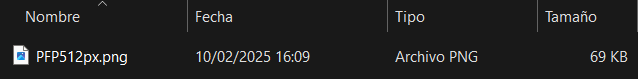 Nombre Fecha Tipo Tamaño
PFP512px.png 10/02/2025 16:09 Archivo PNG 69 KB